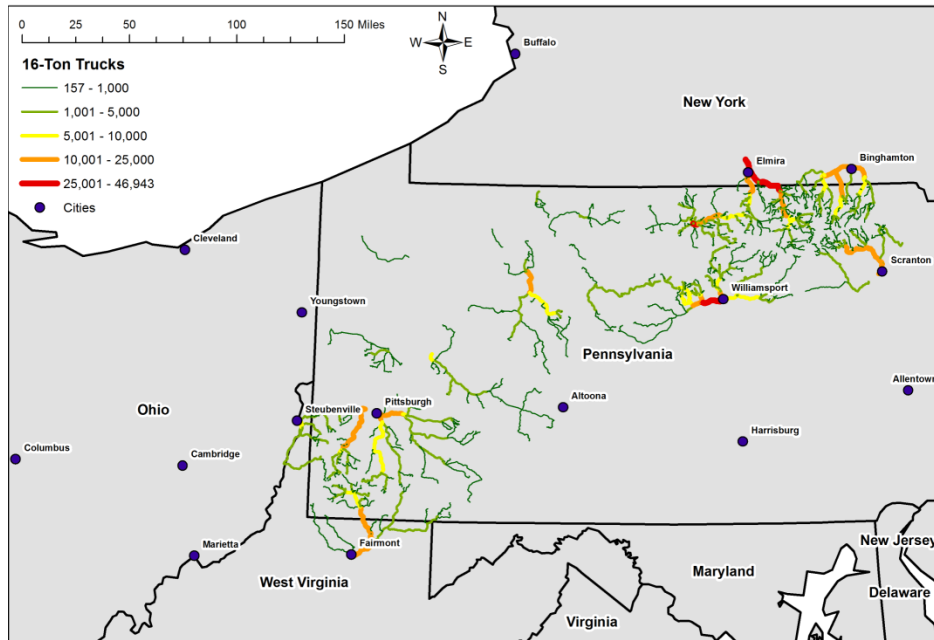 0 25 50 100 150 Miles
N
W E
S
16-Ton Trucks
157 - 1,000
1,001 - 5,000
5,001 - 10,000
10,001 - 25,000
25,001 - 46,943
Cities
Buffalo
New York
Elmira
Binghamton
Cleveland
Scranton
Youngstown
Williamsport
Pennsylvania
Allentown
Ohio
Steubenville
Pittsburgh
Altoona
Harrisburg
Columbus
Cambridge
Marietta
Fairmont
New Jersey
West Virginia
Maryland
Delaware
Virginia